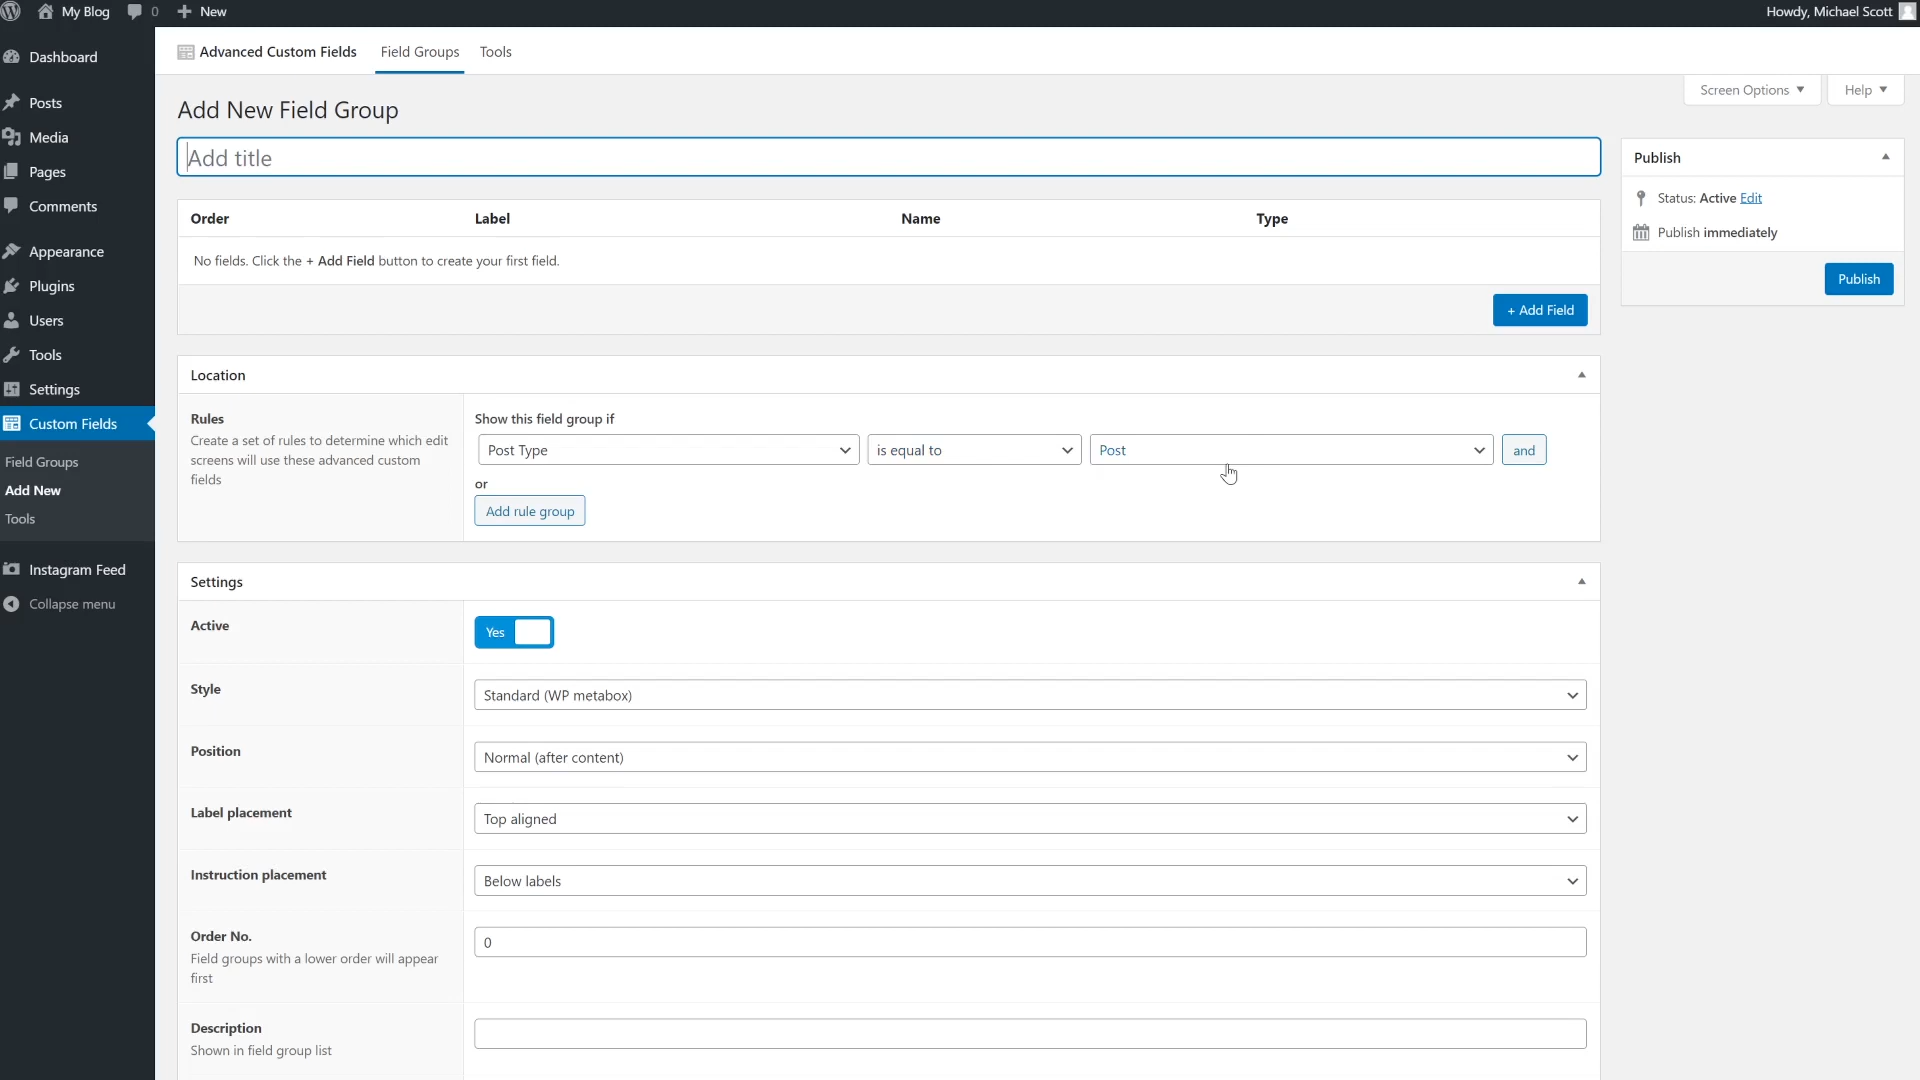 My Blog
0
New
Howdy, Michael Scott
Dashboard
Posts
Media
Pages
Comments
Appearance
Plugins
Users
Tools
Settings
Custom Fields
Field Groups
Add New
Tools
Instagram Feed
Collapse menu
Advanced Custom Fields
Field Groups
Tools
Screen Options
Help
Add New Field Group
Add title
Order Label Name Type
No fields. Click the + Add Field button to create your first field.
+ Add Field
Location
Rules
Create a set of rules to determine which edit
screens will use these advanced custom
fields
Show this field group if
Post Type
is equal to
Post
and
or
Add rule group
Settings
Active
Yes
Style
Standard (WP metabox)
Position
Normal (after content)
Label placement
Top aligned
Instruction placement
Below labels
Order No.
Field groups with a lower order will appear
first
0
Description
Shown in field group list
Publish
Status: Active Edit
Publish immediately
Publish